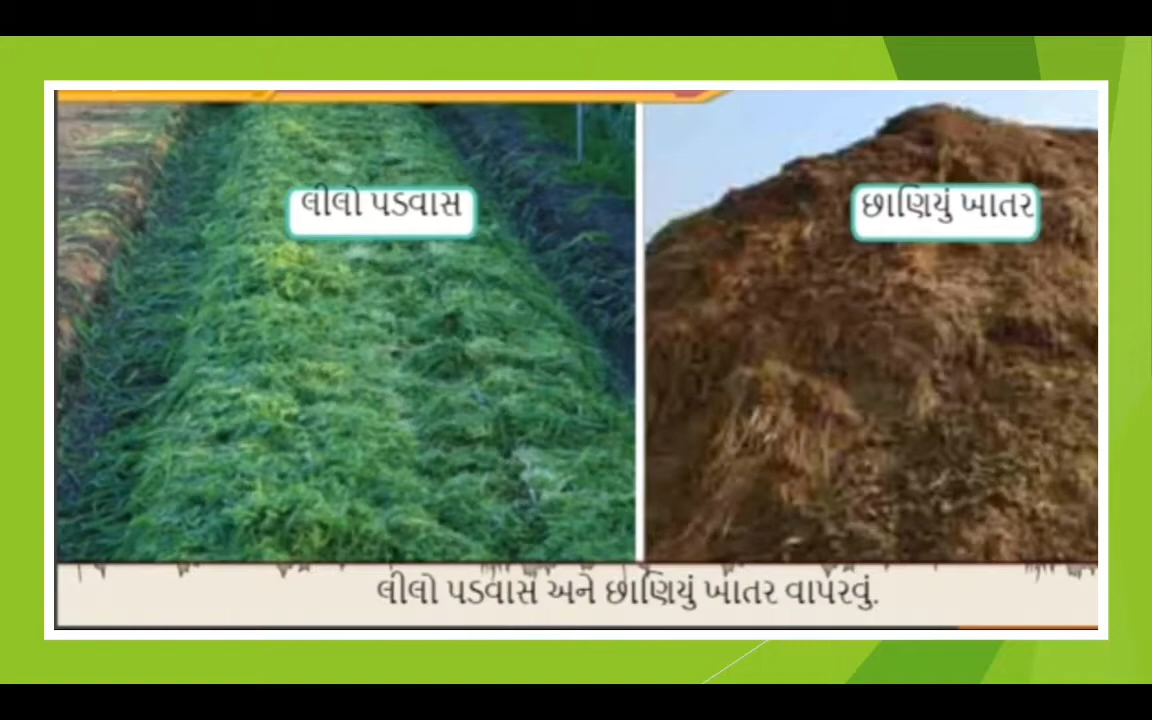 લીલો પડવાસ
છાણિયું ખાતર
લીલો પડવાસ અને છાણિયું ખાતર વાપરવું.